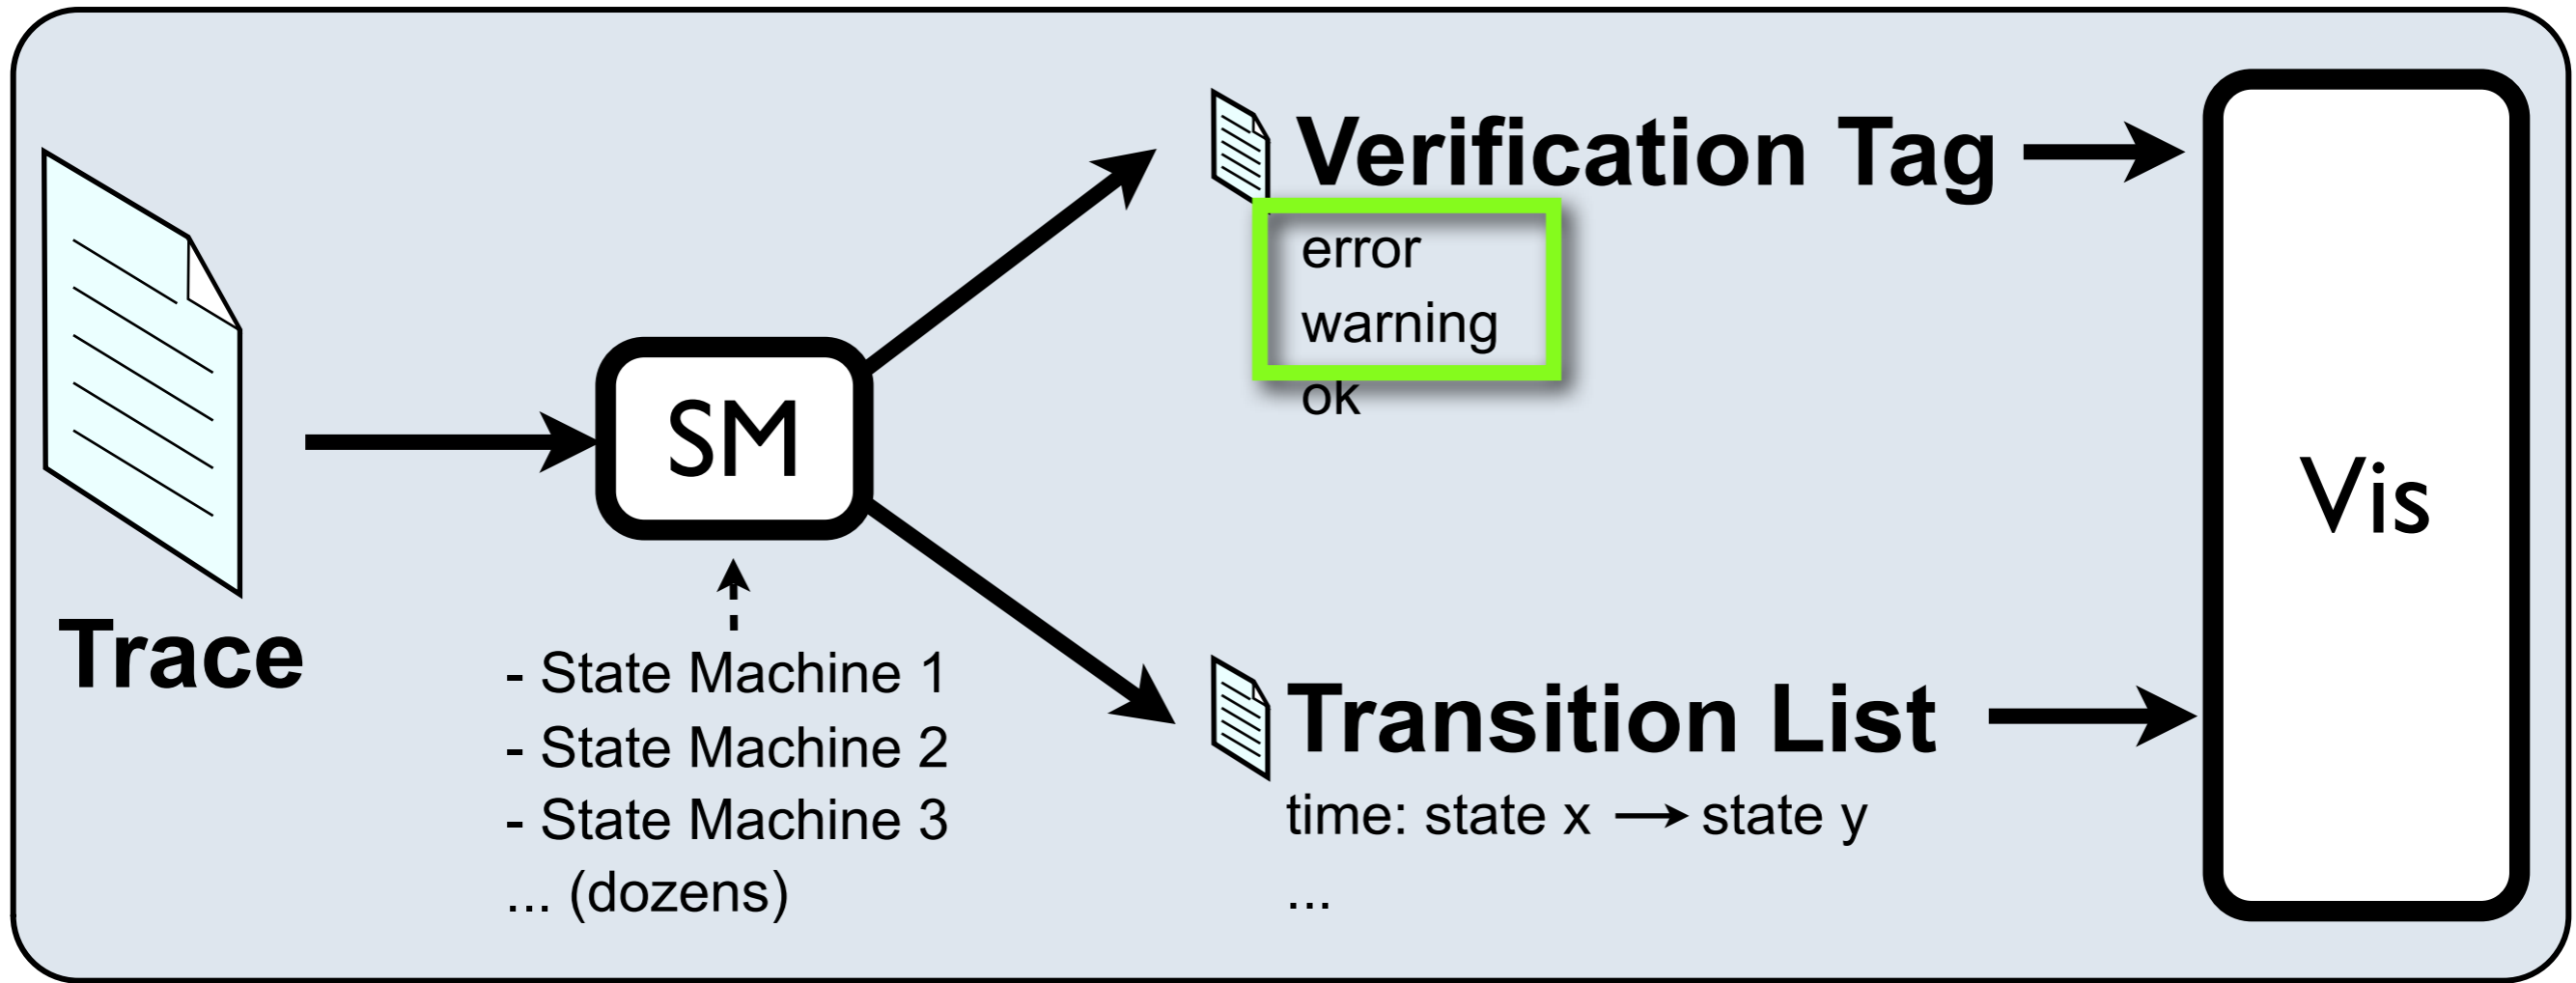 Trace
SM
- State Machine 1
- State Machine 2
- State Machine 3
... (dozens)
Verification Tag
error
warning
ok
Transition List
time: state x → state y
...
Vis